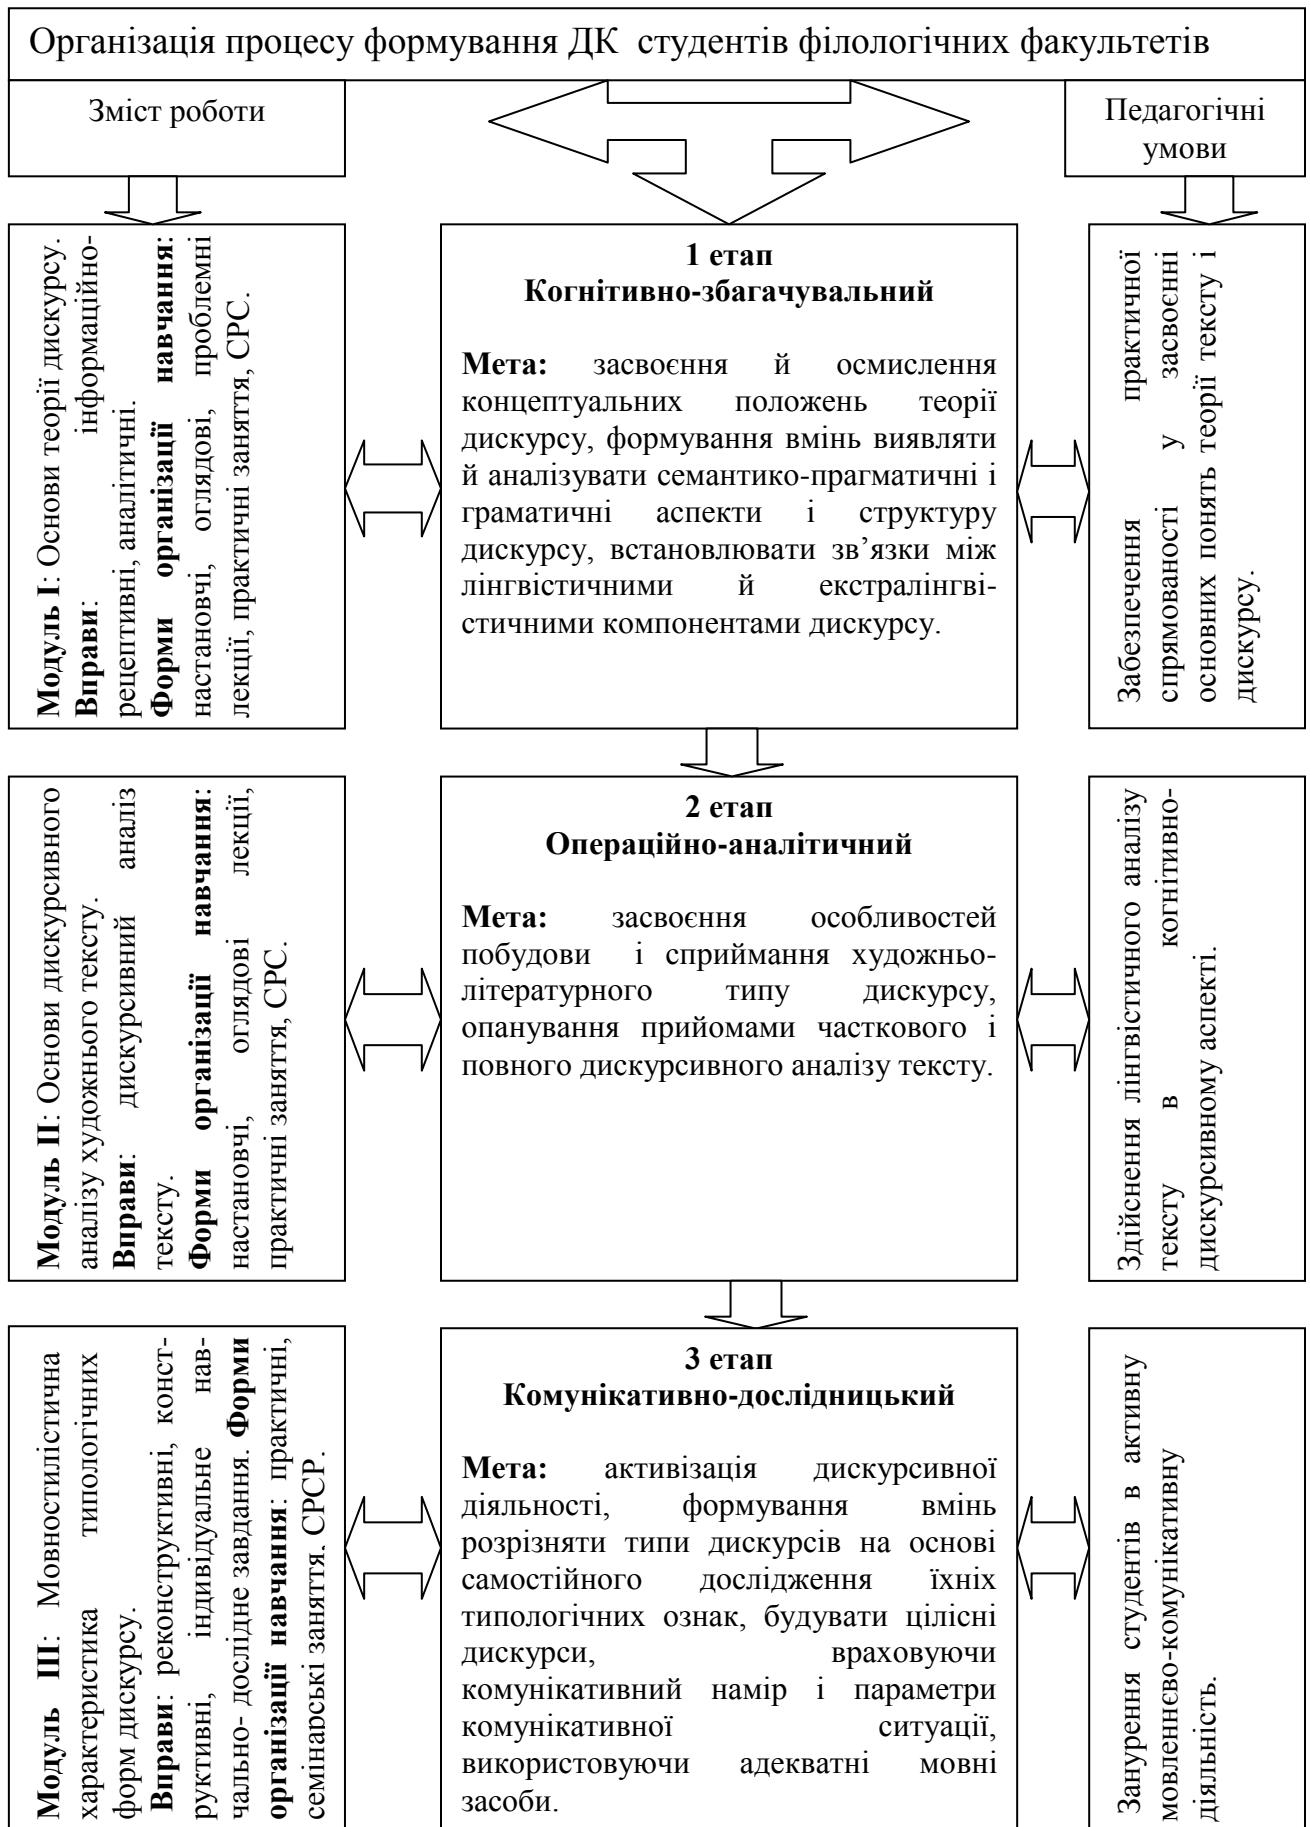 Організація процесу формування ДК студентів філологічних факультетів
Зміст роботи
Педагогічні
умови
Модуль І: Основи теорії дискурсу.
Вправи: інформаційно-
рецептивні, аналітичні.
Форми організації навчання:
настановчі, оглядові, проблемні
лекції, практичні заняття, СРС.
1 етап
Когнітивно-збагачувальний
Мета: засвоєння й осмислення
концептуальних положень теорії
дискурсу, формування вмінь виявляти
й аналізувати семантико-прагматичні і
граматичні аспекти і структуру
дискурсу, встановлювати зв’язки між
лінгвістичними й екстралінгві-
стичними компонентами дискурсу.
Забезпечення практичної
спрямованості у засвоєнні
основних понять теорії тексту і
дискурсу.
Модуль ІІ: Основи дискурсивного
аналізу художнього тексту.
Вправи: дискурсивний аналіз
тексту.
Форми організації навчання:
настановчі, оглядові лекції,
практичні заняття, СРС.
2 етап
Операційно-аналітичний
Мета: засвоєння особливостей
побудови і сприймання художньо-
літературного типу дискурсу,
опанування прийомами часткового і
повного дискурсивного аналізу тексту.
Здійснення лінгвістичного аналізу
тексту в когнітивно-
дискурсивному аспекті.
Модуль ІІІ: Мовностилістична
характеристика типологічних
форм дискурсу.
Вправи: реконструктивні, конст-
руктивні, індивідуальне нав-
чально- дослідне завдання. Форми
організації навчання: практичні,
семінарські заняття. СРСР.
3 етап
Комунікативно-дослідницький
Мета: активізація дискурсивної
діяльності, формування вмінь
розрізняти типи дискурсів на основі
самостійного дослідження їхніх
типологічних ознак, будувати цілісні
дискурси, враховуючи
комунікативний намір і параметри
комунікативної ситуації,
використовуючи адекватні мовні
засоби.
Занурення студентів в активну
мовленнєво-комунікативну
діяльність.